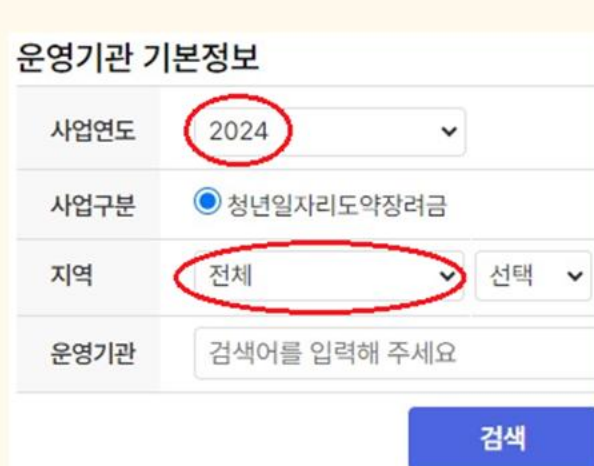 운영기관 기본정보
사업연도 2024
사업구분 청년일자리도약장려금
지역 전체 선택
운영기관 검색어를 입력해 주세요
검색